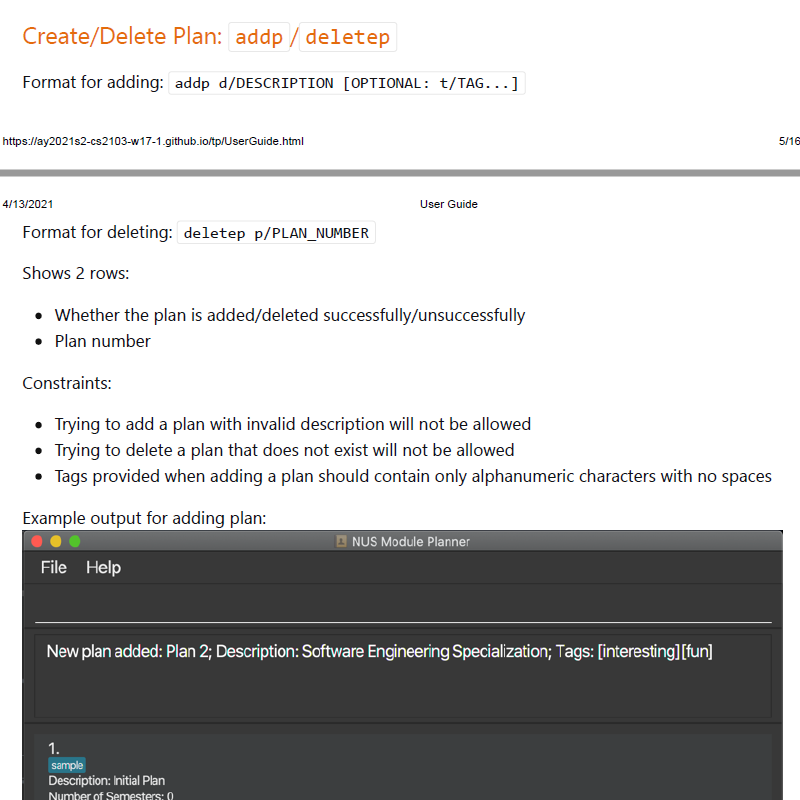 Create/Delete Plan: addp / deletep
Format for adding: addp d/DESCRIPTION [OPTIONAL: t/TAG...]
https://ay2021s2-cs2103-w17-1.github.io/tp/UserGuide.html 5/16
4/13/2021 User Guide
Format for deleting: deletep p/PLAN_NUMBER
Shows 2 rows:
• Whether the plan is added/deleted successfully/unsuccessfully
• Plan number
Constraints:
• Trying to add a plan with invalid description will not be allowed
• Trying to delete a plan that does not exist will not be allowed
• Tags provided when adding a plan should contain only alphanumeric characters with no spaces
Example output for adding plan:
NUS Module Planner
File Help
New plan added: Plan 2; Description: Software Engineering Specialization; Tags: [interesting][fun]
1.
sample
Description: Initial Plan
Number of Semesters: 0